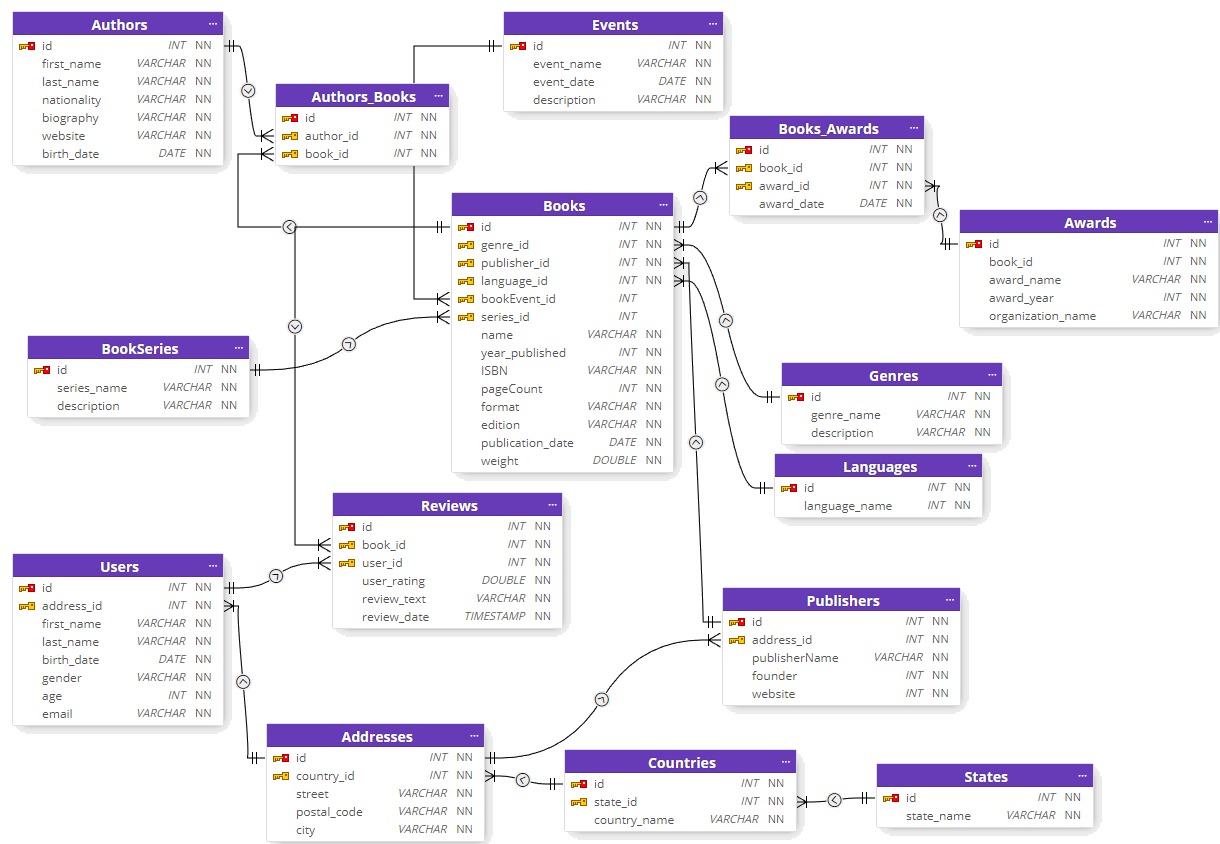 Authors ...
id INT NN
first_name VARCHAR NN
last_name VARCHAR NN
nationality VARCHAR NN
biography VARCHAR NN
website VARCHAR NN
birth_date DATE NN
Events ...
id INT NN
event_name VARCHAR NN
event_date DATE NN
description VARCHAR NN
Authors_Books ...
id INT NN
author_id INT NN
book_id INT NN
Books_Awards ...
id INT NN
book_id INT NN
award_id INT NN
award_date DATE NN
Books ...
id INT NN
genre_id INT NN
publisher_id INT NN
language_id INT NN
bookEvent_id INT
series_id INT
name VARCHAR NN
year_published INT NN
ISBN VARCHAR NN
pageCount INT NN
format VARCHAR NN
edition VARCHAR NN
publication_date DATE NN
weight DOUBLE NN
Awards ...
id INT NN
book_id INT NN
award_name VARCHAR NN
award_year INT NN
organization_name VARCHAR NN
BookSeries ...
id INT NN
series_name VARCHAR NN
description VARCHAR NN
Genres ...
id INT NN
genre_name VARCHAR NN
description VARCHAR NN
Languages ...
id INT NN
language_name INT NN
Reviews ...
id INT NN
book_id INT NN
user_id INT NN
user_rating DOUBLE NN
review_text VARCHAR NN
review_date TIMESTAMP NN
Users ...
id INT NN
address_id INT NN
first_name VARCHAR NN
last_name VARCHAR NN
birth_date DATE NN
gender VARCHAR NN
age INT NN
email VARCHAR NN
Publishers ...
id INT NN
address_id INT NN
publisherName VARCHAR NN
founder INT NN
website INT NN
Addresses ...
id INT NN
country_id INT NN
street VARCHAR NN
postal_code VARCHAR NN
city VARCHAR NN
Countries ...
id INT NN
state_id INT NN
country_name VARCHAR NN
States ...
id INT NN
state_name VARCHAR NN